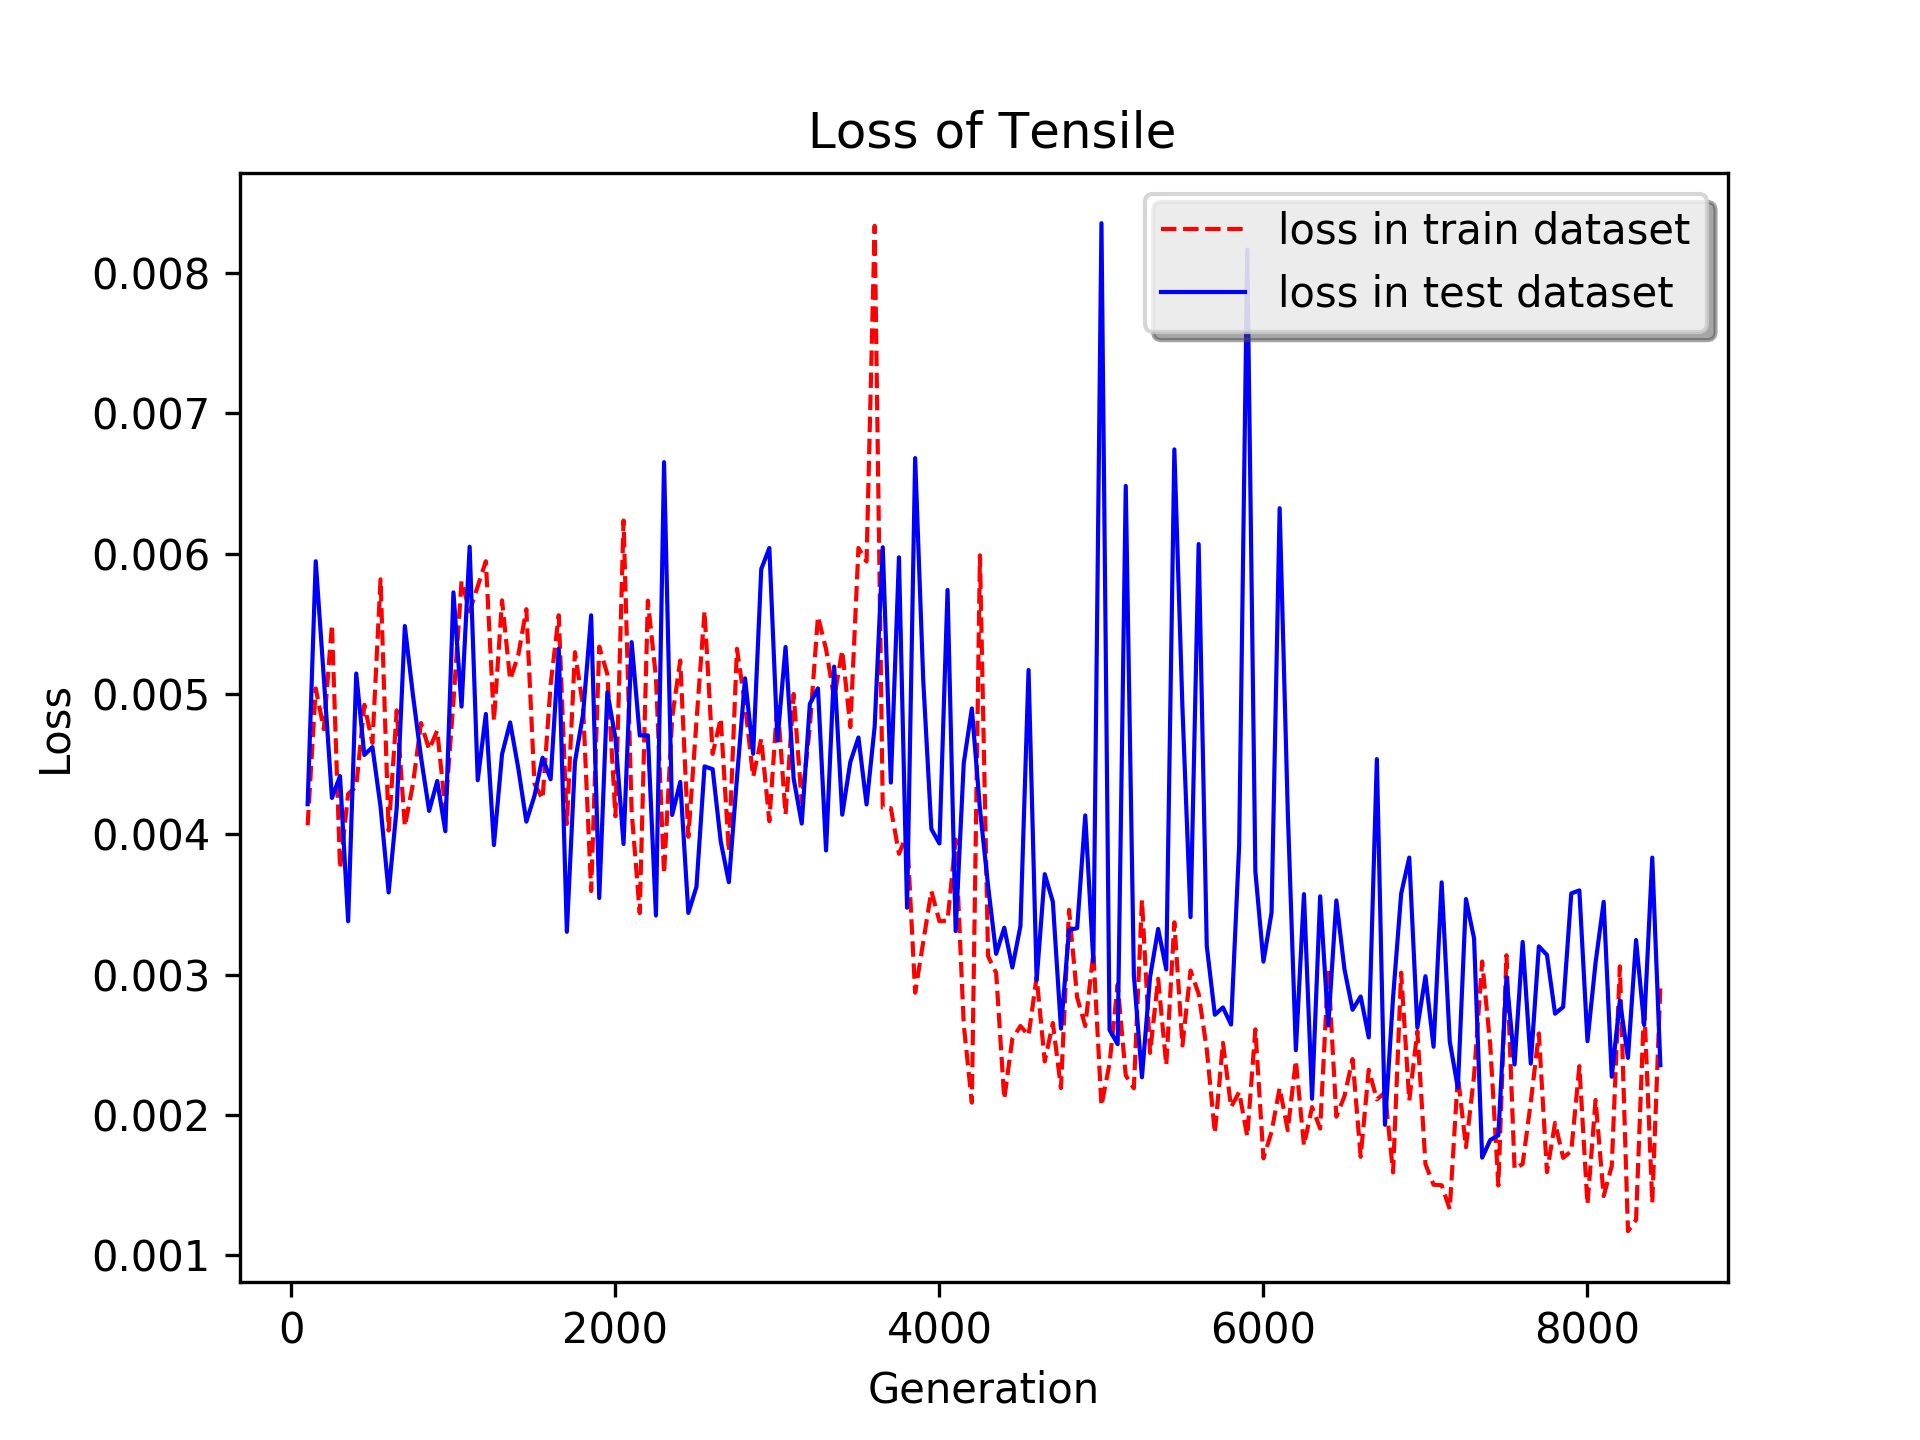 Loss of Tensile
loss in train dataset
loss in test dataset
0.008
0.007
0.006
0.005
0.004
0.003
0.002
0.001
Loss
0 2000 4000 6000 8000
Generation